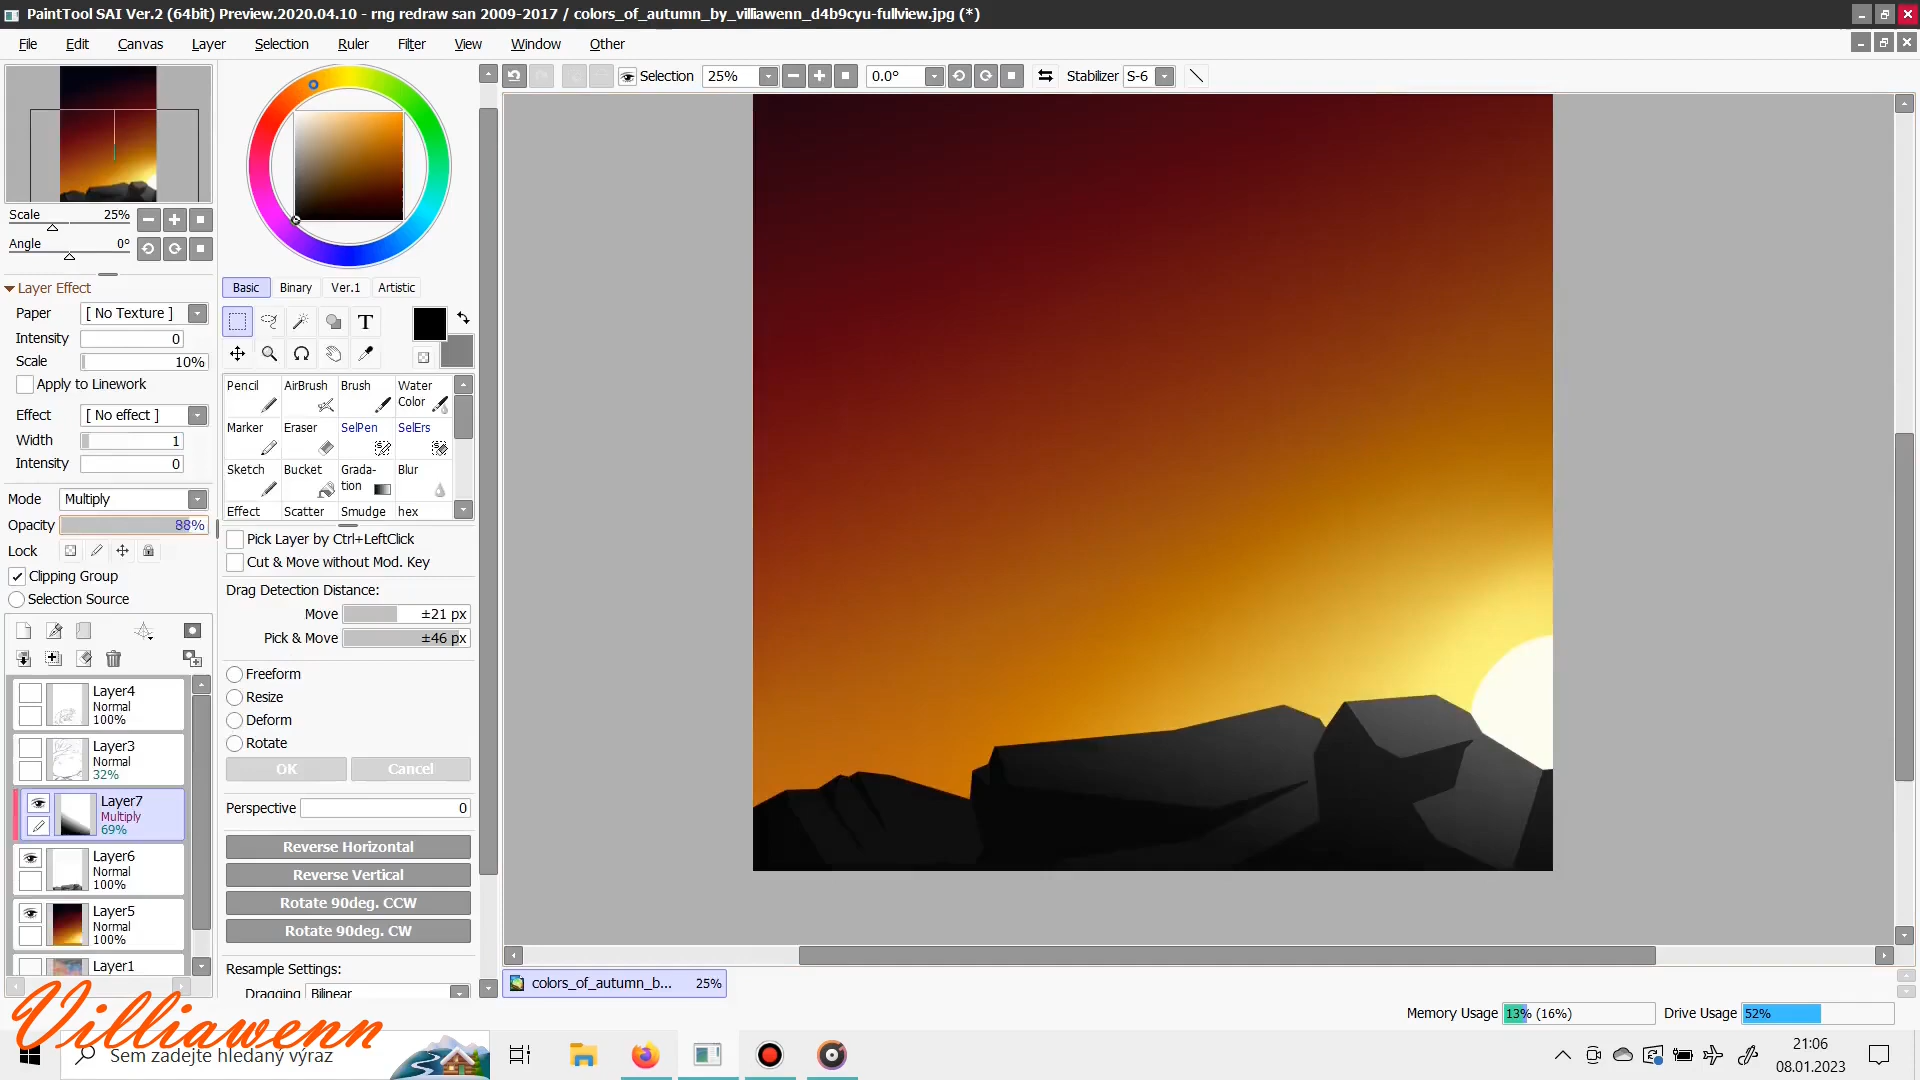 PaintTool SAI Ver.2 (64bit) Preview.2020.04.10 - rng redraw san 2009-2017 / colors_of_autumn_by_villiawenn_d4b9cyu-fullview.jpg (*)
File Edit Canvas Layer Selection Ruler Filter View Window Other
Selection 25% 0.0° Stabilizer S-6
Scale 25%
Angle 0°
Layer Effect
Paper [ No Texture ]
Intensity 0
Scale 10%
Apply to Linework
Effect [ No effect ]
Width 1
Intensity 0
Mode Multiply
Opacity 88%
Lock
Clipping Group
Selection Source
Layer4
Normal
100%
Layer3
Normal
32%
Layer7
Multiply
69%
Layer6
Normal
100%
Layer5
Normal
100%
Layer1
Basic Binary Ver.1 Artistic
T
Pencil AirBrush Brush Water Color
Marker Eraser SelPen SelErs
Sketch Bucket Grada-tion Blur
Effect Scatter Smudge hex
Pick Layer by Ctrl+LeftClick
Cut & Move without Mod. Key
Drag Detection Distance:
Move ±21 px
Pick & Move ±46 px
Freeform
Resize
Deform
Rotate
OK Cancel
Perspective 0
Reverse Horizontal
Reverse Vertical
Rotate 90deg. CCW
Rotate 90deg. CW
Resample Settings:
Dragging Bilinear
colors_of_autumn_b... 25%
Memory Usage 13% (16%) Drive Usage 52%
Villiawenn
Sem zadejte hledaný výraz
21:06
08.01.2023